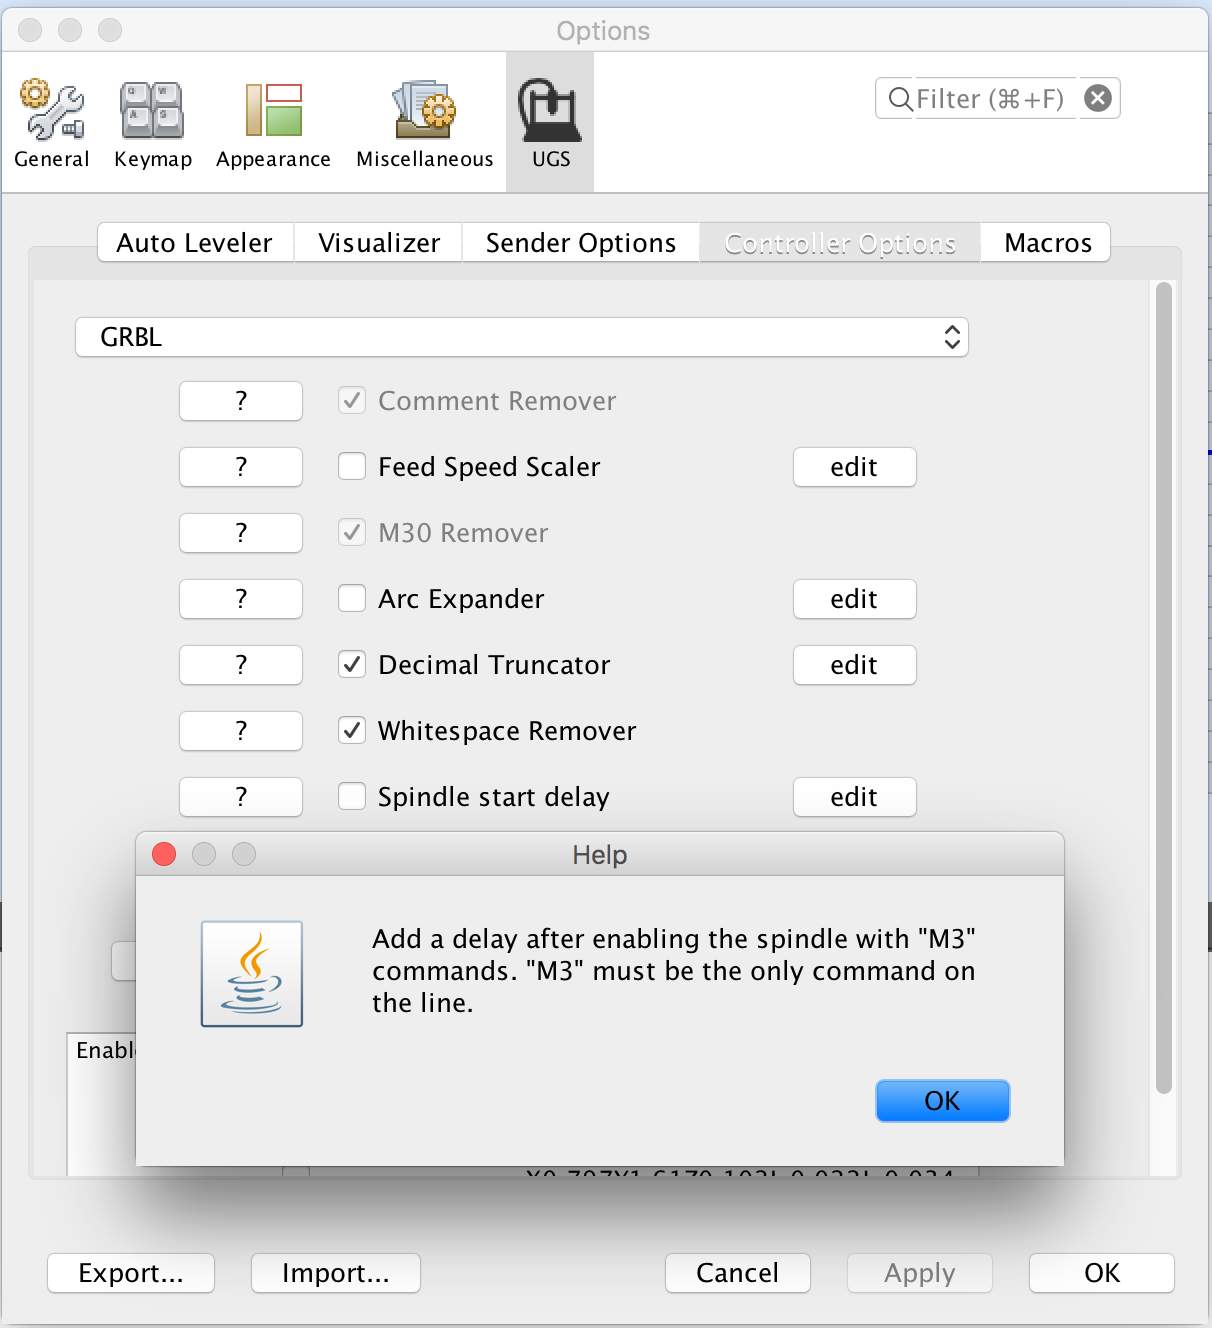 Options
General
Keymap
Appearance
Miscellaneous
UGS
Filter (⌘+F)
Auto Leveler
Visualizer
Sender Options
Controller Options
Macros
GRBL
? Comment Remover
? Feed Speed Scaler edit
? M30 Remover
? Arc Expander edit
? Decimal Truncator edit
? Whitespace Remover
? Spindle start delay edit
Help
Add a delay after enabling the spindle with "M3"
commands. "M3" must be the only command on
the line.
OK
Enabl
Export...
Import...
Cancel
Apply
OK